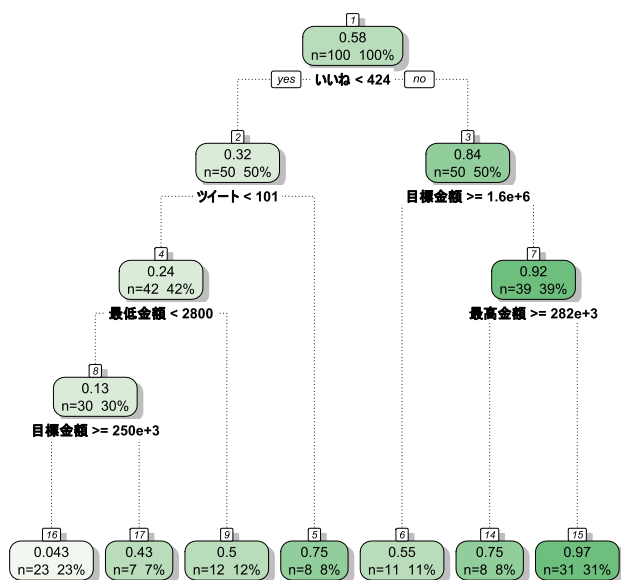 1
0.58
n=100 100%
yes いいね < 424 no
2
0.32
n=50 50%
3
0.84
n=50 50%
ツイート < 101
目標金額 >= 1.6e+6
4
0.24
n=42 42%
7
0.92
n=39 39%
最低金額 < 2800
最高金額 >= 282e+3
8
0.13
n=30 30%
目標金額 >= 250e+3
16
0.043
n=23 23%
17
0.43
n=7 7%
9
0.5
n=12 12%
5
0.75
n=8 8%
6
0.55
n=11 11%
14
0.75
n=8 8%
15
0.97
n=31 31%